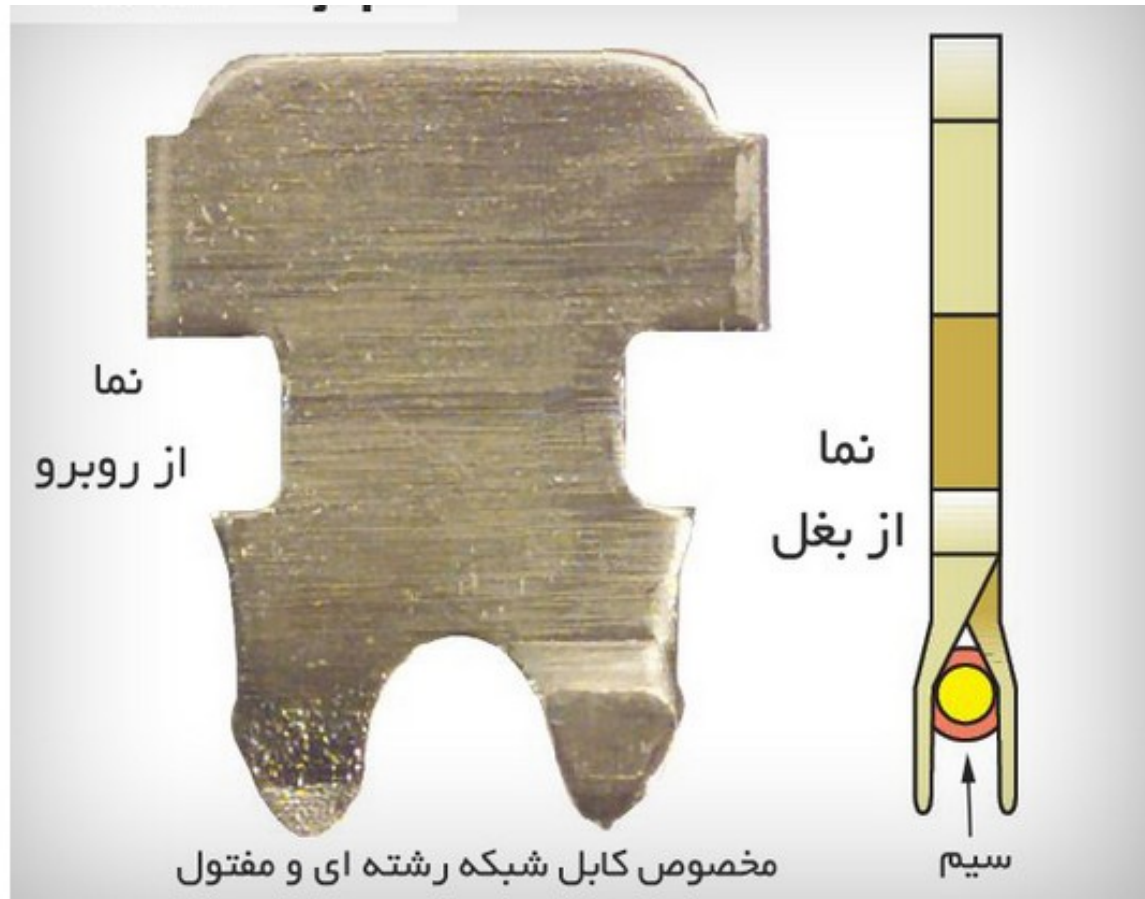 نما
از روبرو
نما
از بغل
سیم
مخصوص کابل شبکه رشته ای و مفتول